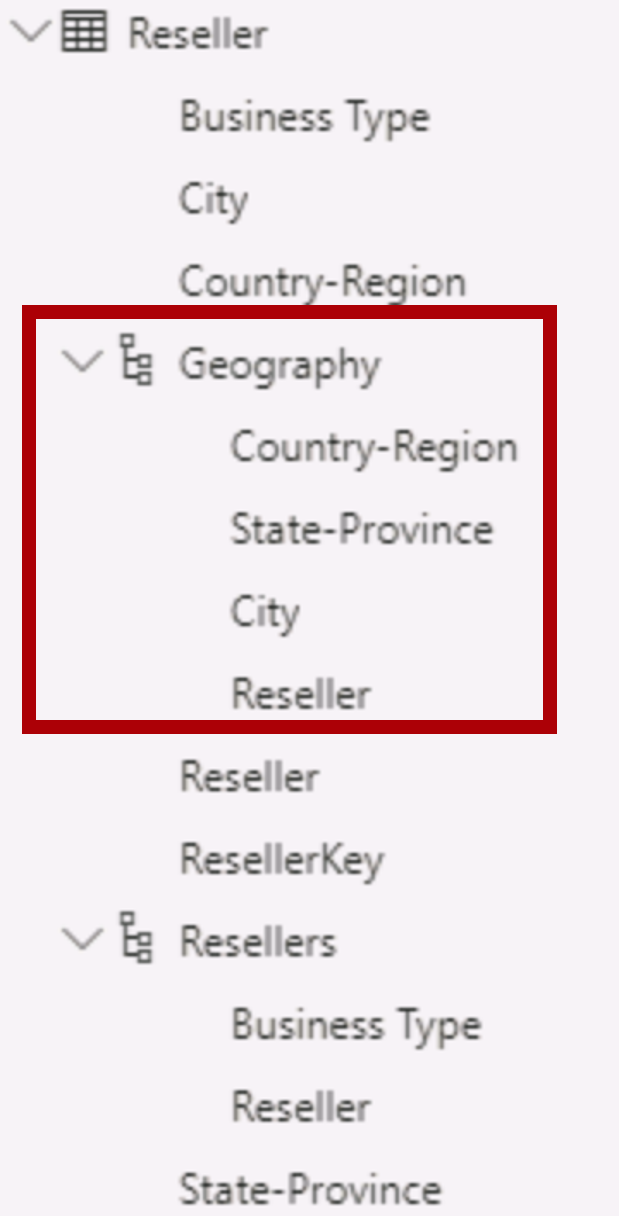 Reseller
Business Type
City
Country-Region
Geography
Country-Region
State-Province
City
Reseller
Reseller
ResellerKey
Resellers
Business Type
Reseller
State-Province